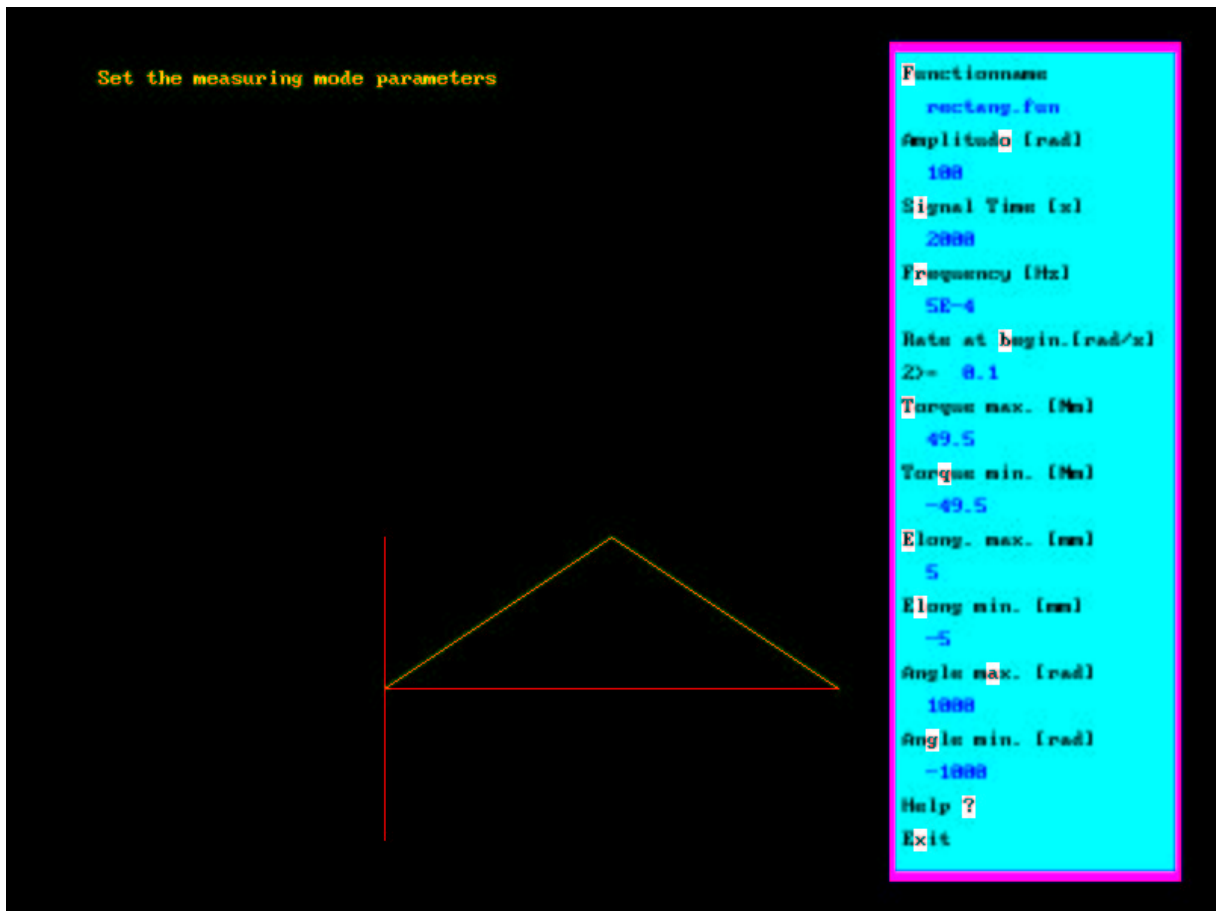 Set the measuring mode parameters
Functionname
rectang.fun
Amplitudo [rad]
100
Signal Time [s]
2000
Frequency [Hz]
5E-4
Rate at begin.[rad/s]
2)= 0.1
Torque max. [Nm]
49.5
Torque min. [Nm]
-49.5
Elong. max. [mm]
5
Elong min. [mm]
-5
Angle max. [rad]
1000
Angle min. [rad]
-1000
Help ?
Exit